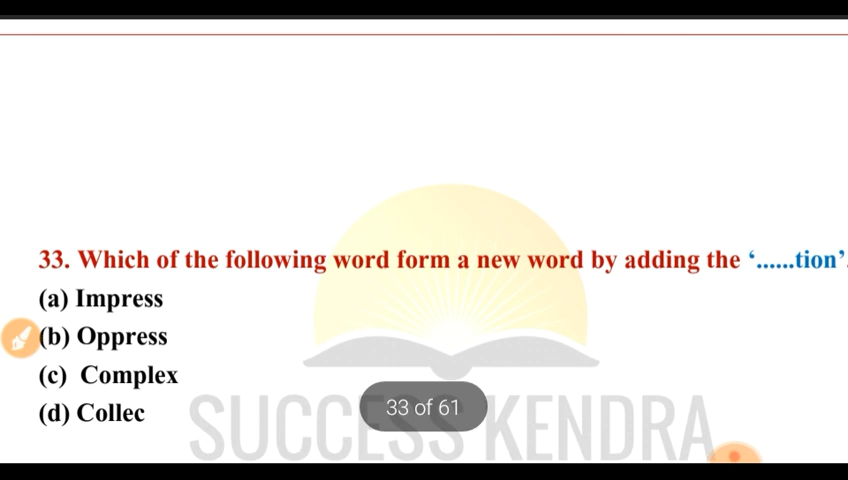 33. Which of the following word form a new word by adding the ‘......tion’.
(a) Impress
(b) Oppress
(c) Complex
(d) Collec
33 of 61
SUCCESS KENDRA